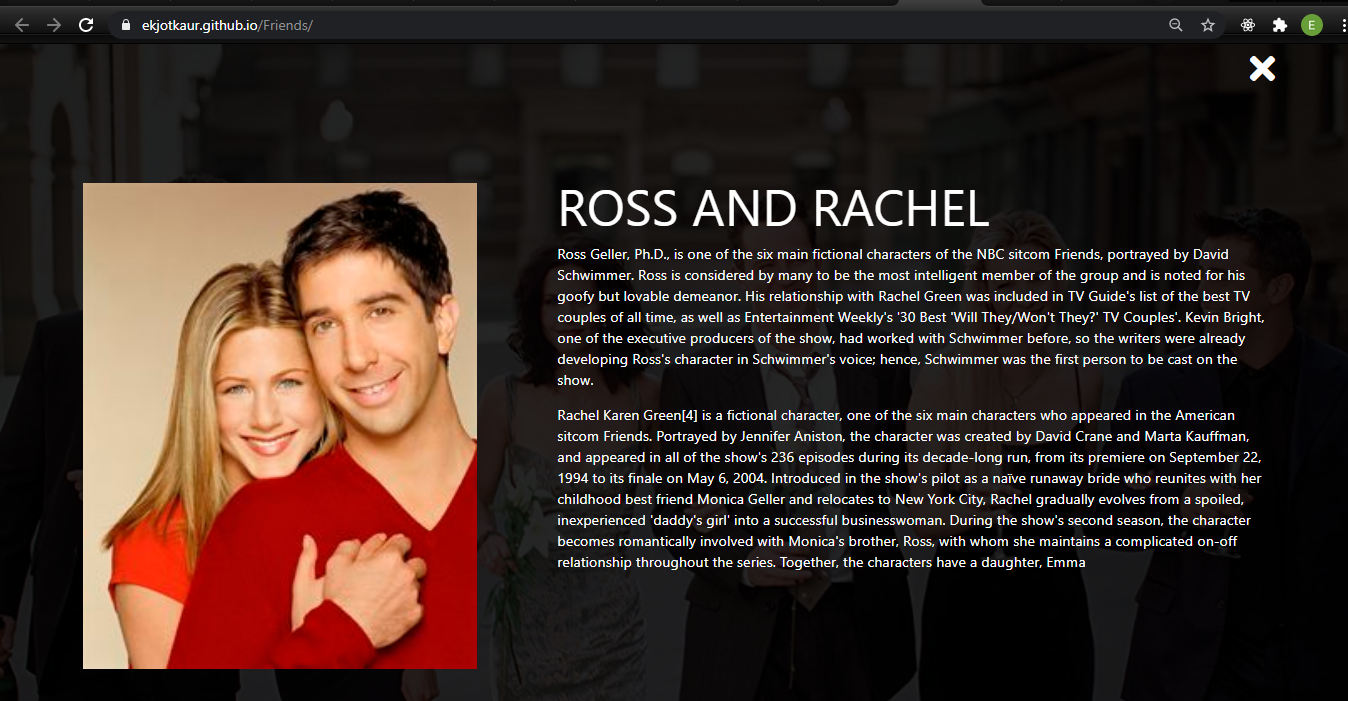 ekjotkaur.github.io/Friends/
E
ROSS AND RACHEL
Ross Geller, Ph.D., is one of the six main fictional characters of the NBC sitcom Friends, portrayed by David
Schwimmer. Ross is considered by many to be the most intelligent member of the group and is noted for his
goofy but lovable demeanor. His relationship with Rachel Green was included in TV Guide's list of the best TV
couples of all time, as well as Entertainment Weekly's '30 Best 'Will They/Won't They?' TV Couples'. Kevin Bright,
one of the executive producers of the show, had worked with Schwimmer before, so the writers were already
developing Ross's character in Schwimmer's voice; hence, Schwimmer was the first person to be cast on the
show.
Rachel Karen Green[4] is a fictional character, one of the six main characters who appeared in the American
sitcom Friends. Portrayed by Jennifer Aniston, the character was created by David Crane and Marta Kauffman,
and appeared in all of the show's 236 episodes during its decade-long run, from its premiere on September 22,
1994 to its finale on May 6, 2004. Introduced in the show's pilot as a naïve runaway bride who reunites with her
childhood best friend Monica Geller and relocates to New York City, Rachel gradually evolves from a spoiled,
inexperienced 'daddy's girl' into a successful businesswoman. During the show's second season, the character
becomes romantically involved with Monica's brother, Ross, with whom she maintains a complicated on-off
relationship throughout the series. Together, the characters have a daughter, Emma